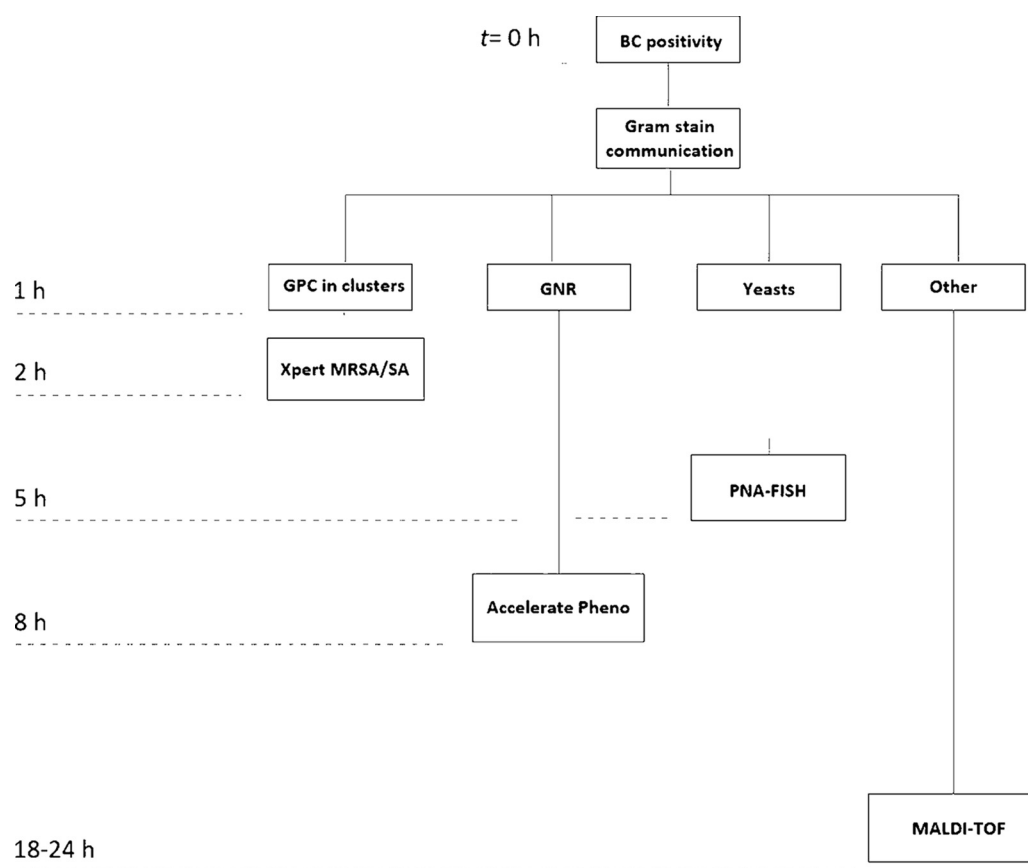 t= 0 h
BC positivity
Gram stain
communication
1 h
GPC in clusters
GNR
Yeasts
Other
2 h
Xpert MRSA/SA
5 h
PNA-FISH
8 h
Accelerate Pheno
18-24 h
MALDI-TOF